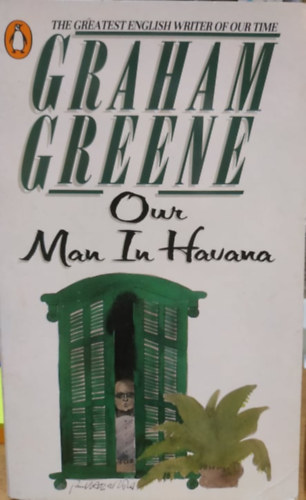 THE GREATEST ENGLISH WRITER OF OUR TIME
GRAHAM
GREENE
Our
Man In Havana